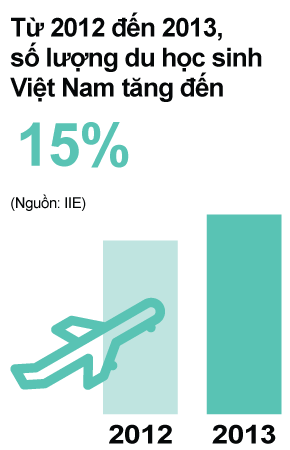 Từ 2012 đến 2013,
số lượng du học sinh
Việt Nam tăng đến
15%
(Nguồn: IIE)
2012 2013